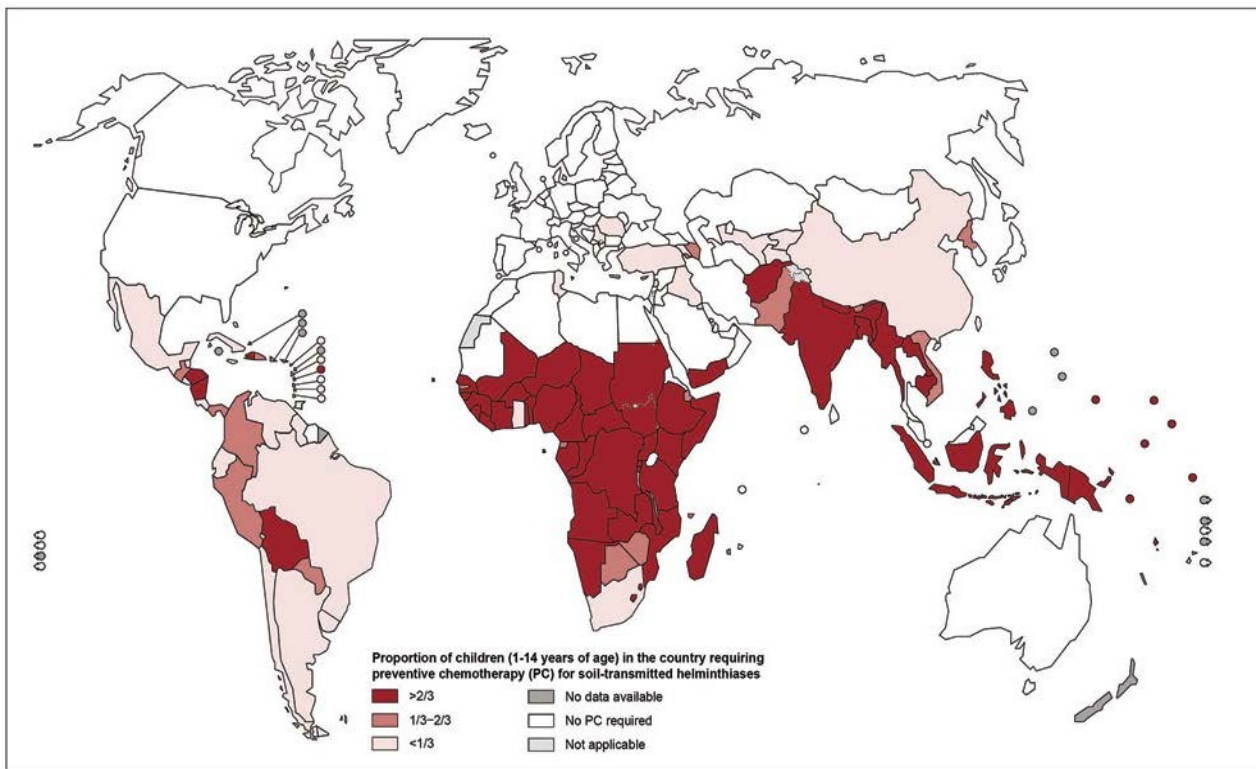 Proportion of children (1-14 years of age) in the country requiring
preventive chemotherapy (PC) for soil-transmitted helminthiases
>2/3
1/3–2/3
<1/3
No data available
No PC required
Not applicable